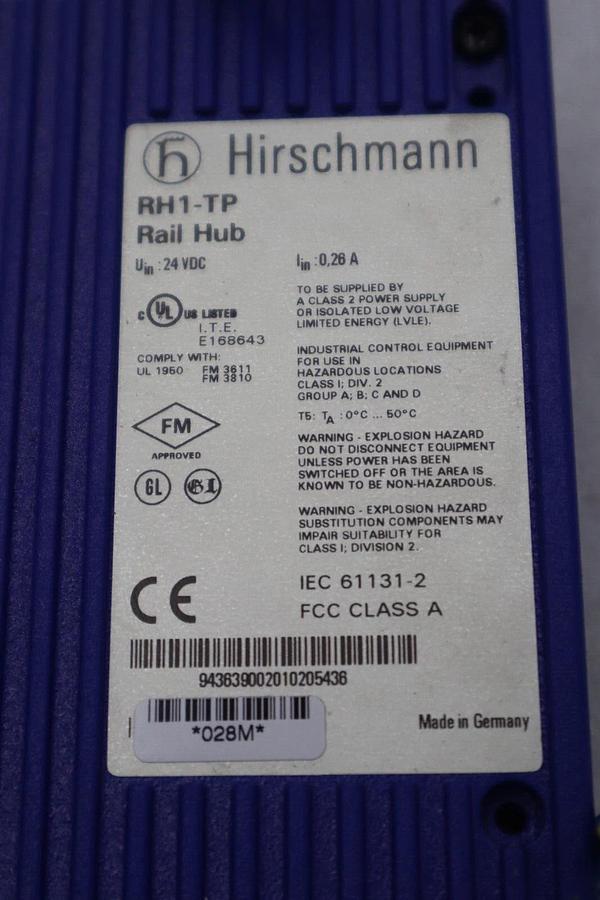 Hirschmann
RH1-TP
Rail Hub
Uin : 24 VDC
Iin : 0,26 A
C UL US LISTED
I.T.E.
E168643
COMPLY WITH:
UL 1950 FM 3611
FM 3810
FM
APPROVED
GL GL
TO BE SUPPLIED BY
A CLASS 2 POWER SUPPLY
OR ISOLATED LOW VOLTAGE
LIMITED ENERGY (LVLE).
INDUSTRIAL CONTROL EQUIPMENT
FOR USE IN
HAZARDOUS LOCATIONS
CLASS I; DIV. 2
GROUP A; B; C AND D
T5: TA : 0°C ... 50°C
WARNING - EXPLOSION HAZARD
DO NOT DISCONNECT EQUIPMENT
UNLESS POWER HAS BEEN
SWITCHED OFF OR THE AREA IS
KNOWN TO BE NON-HAZARDOUS.
WARNING - EXPLOSION HAZARD
SUBSTITUTION COMPONENTS MAY
IMPAIR SUITABILITY FOR
CLASS I; DIVISION 2.
CE
IEC 61131-2
FCC CLASS A
943639002010205436
*028M*
Made in Germany